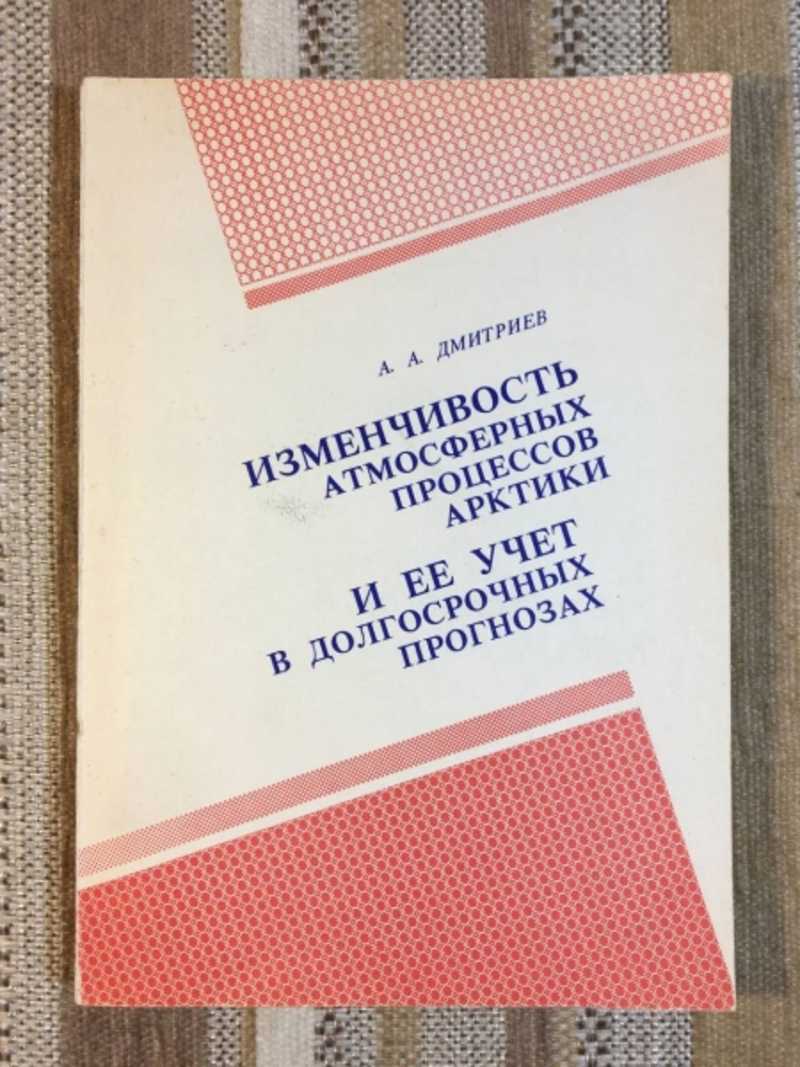 А. А. ДМИТРИЕВ
ИЗМЕНЧИВОСТЬ
АТМОСФЕРНЫХ
ПРОЦЕССОВ
АРКТИКИ
И ЕЕ УЧЕТ
В ДОЛГОСРОЧНЫХ
ПРОГНОЗАХ